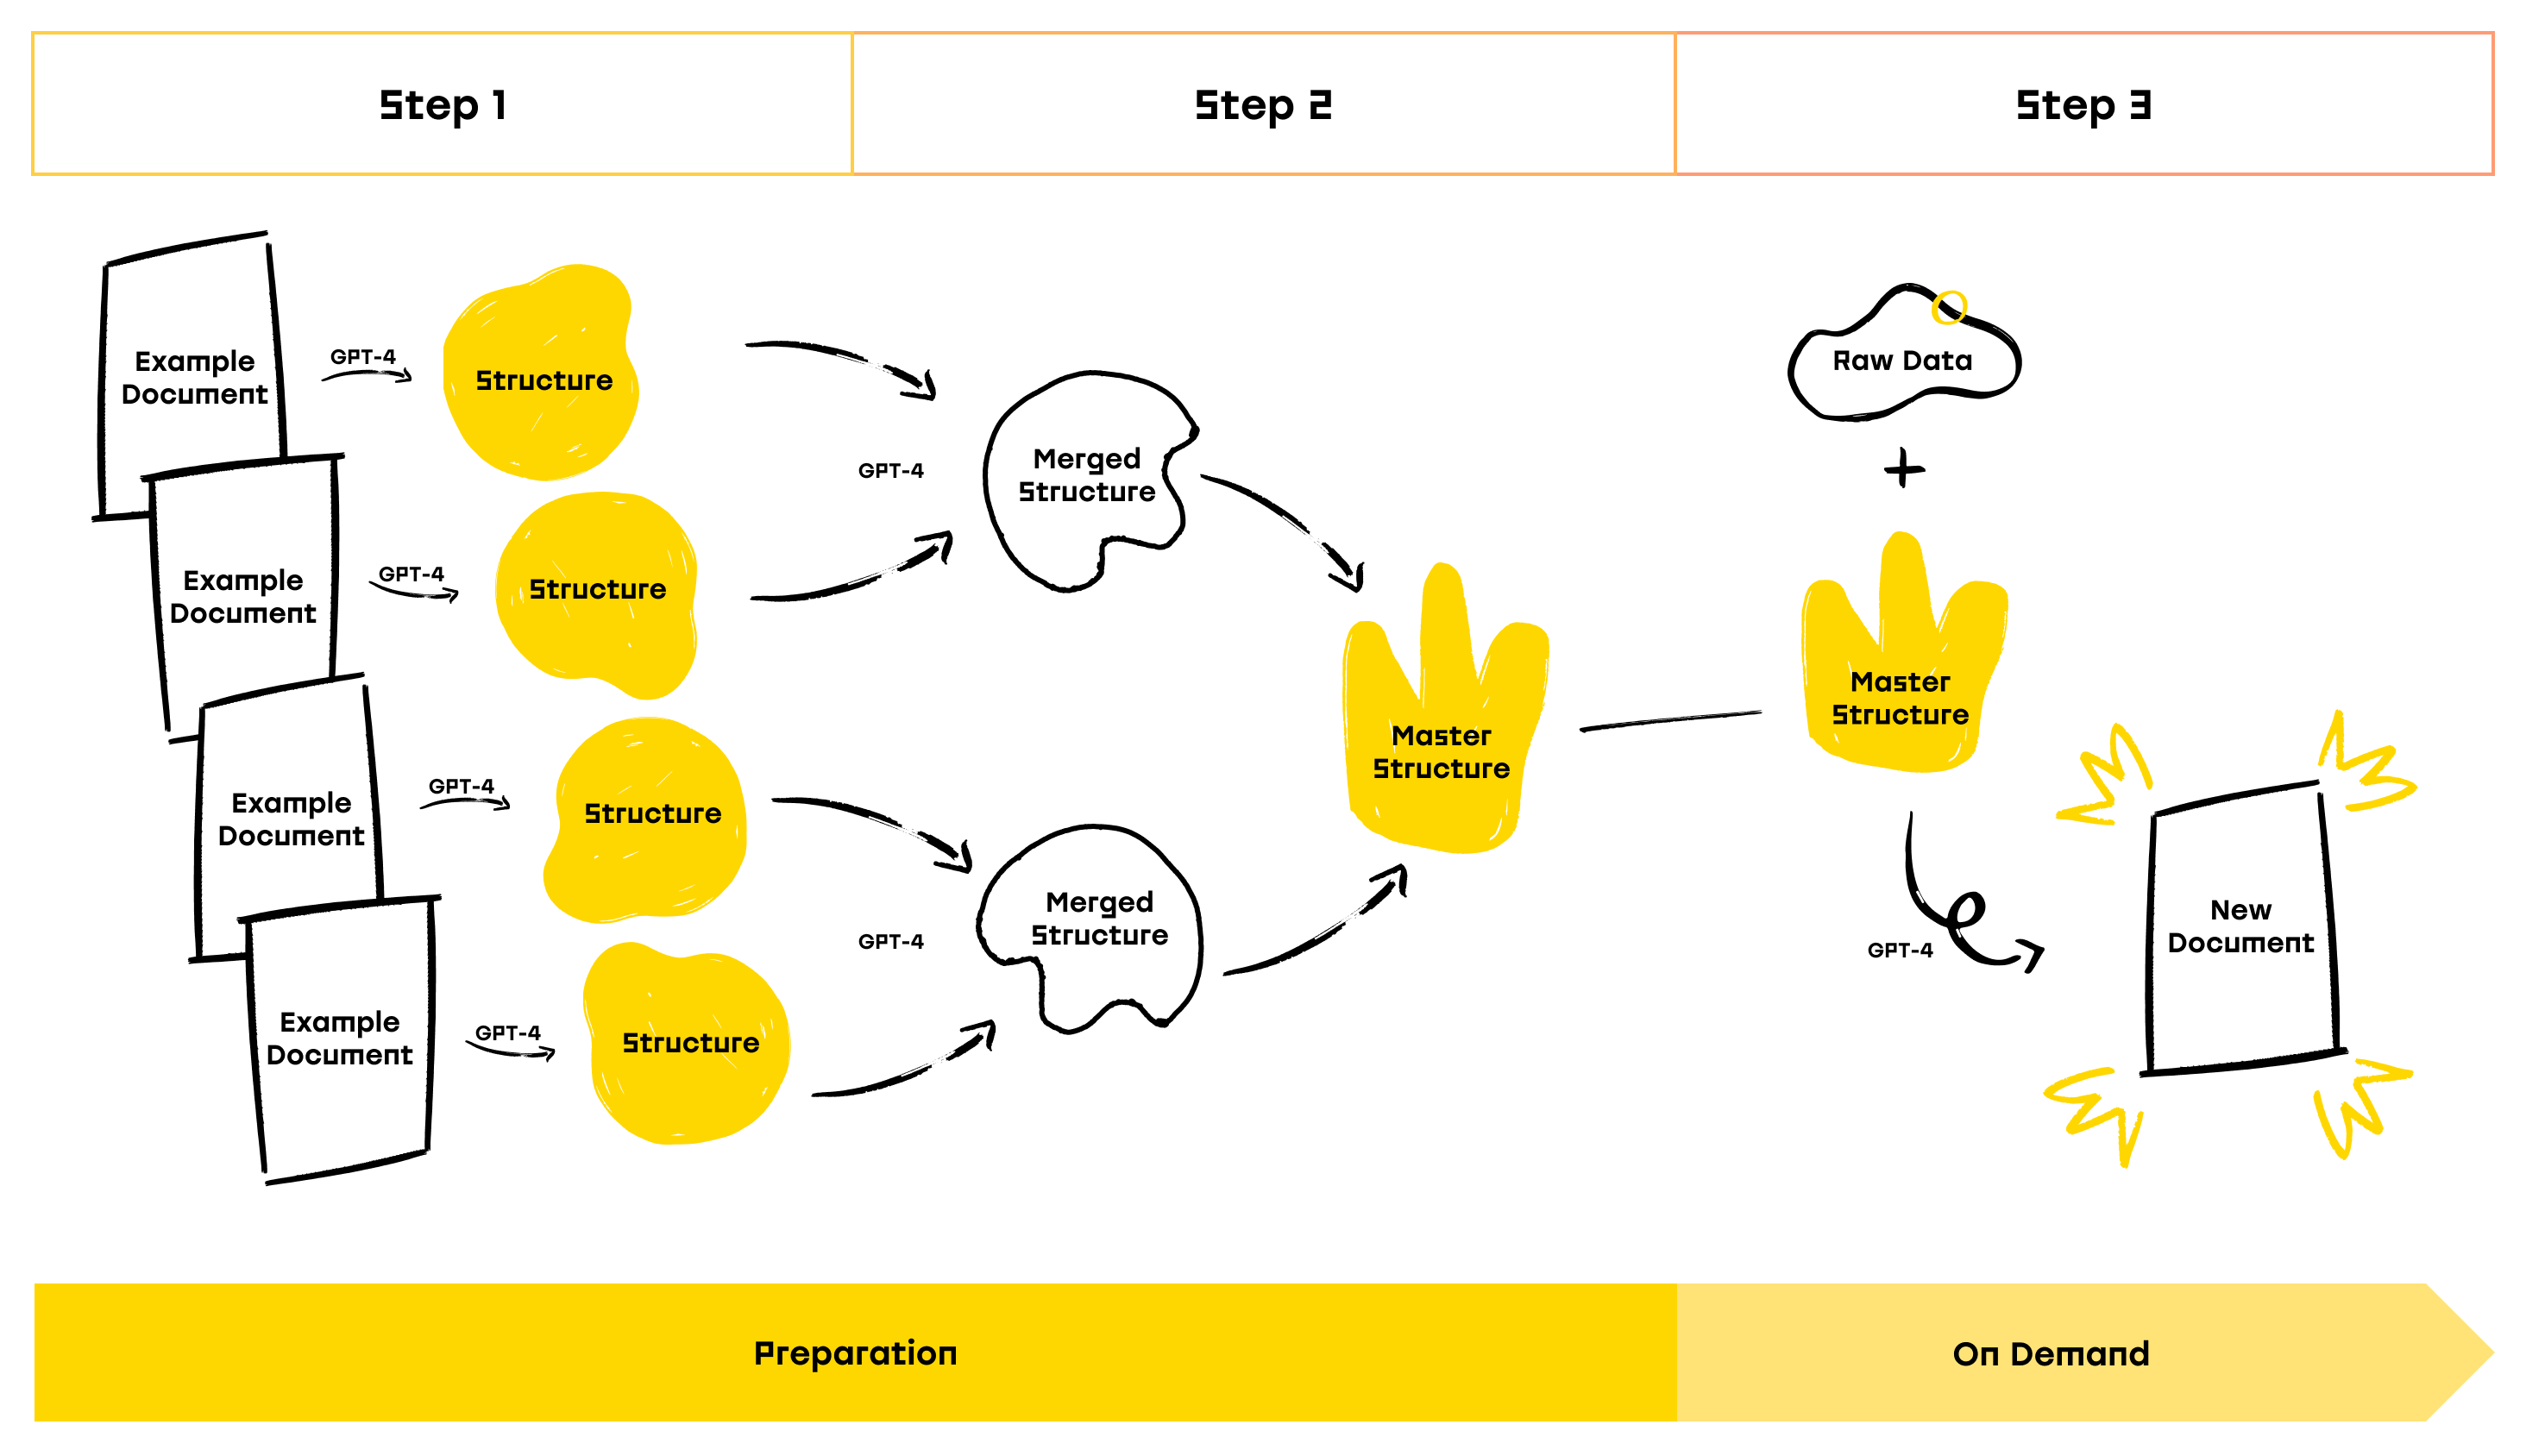 Step 1
Step 2
Step 3
Example
Document
GPT-4
Structure
Example
Document
GPT-4
Structure
Example
Document
GPT-4
Structure
Example
Document
GPT-4
Structure
GPT-4
Merged
Structure
GPT-4
Merged
Structure
Master
Structure
Raw Data
+
Master
Structure
GPT-4
New
Document
Preparation
On Demand